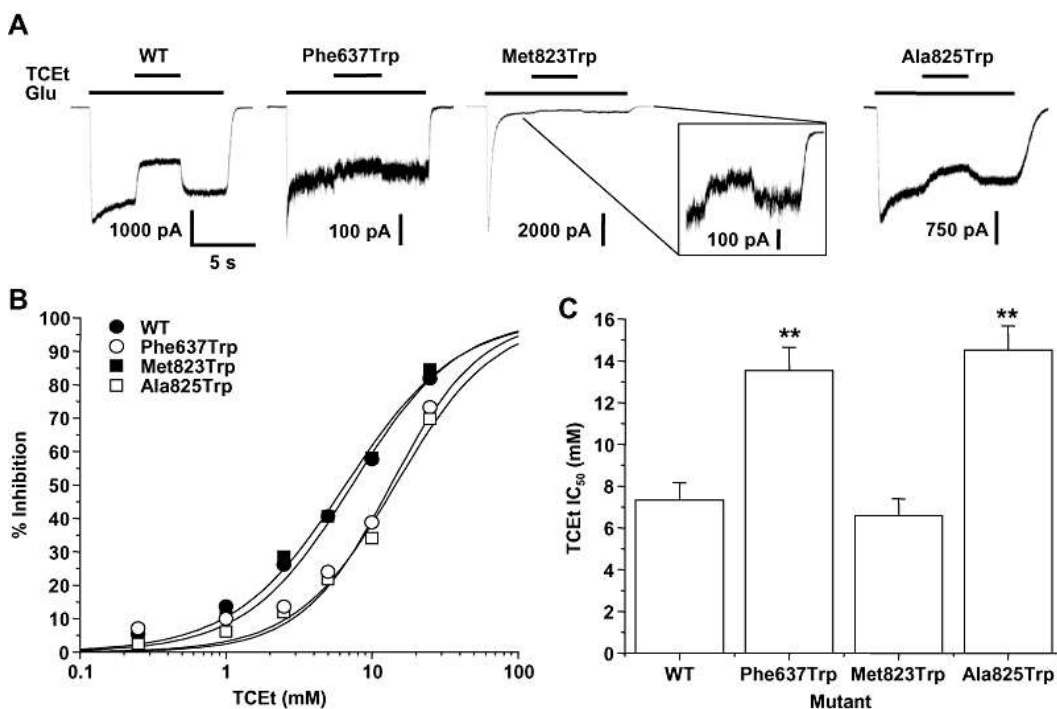 A
WT
Phe637Trp
Met823Trp
Ala825Trp
TCEt
Glu
1000 pA
5 s
100 pA
2000 pA
100 pA
750 pA
B
100
90
80
70
60
50
40
30
20
10
0
% Inhibition
WT
Phe637Trp
Met823Trp
Ala825Trp
0.1
1
10
100
TCEt (mM)
C
16
14
12
10
8
6
4
2
0
TCEt IC50 (mM)
**
**
WT
Phe637Trp
Met823Trp
Ala825Trp
Mutant